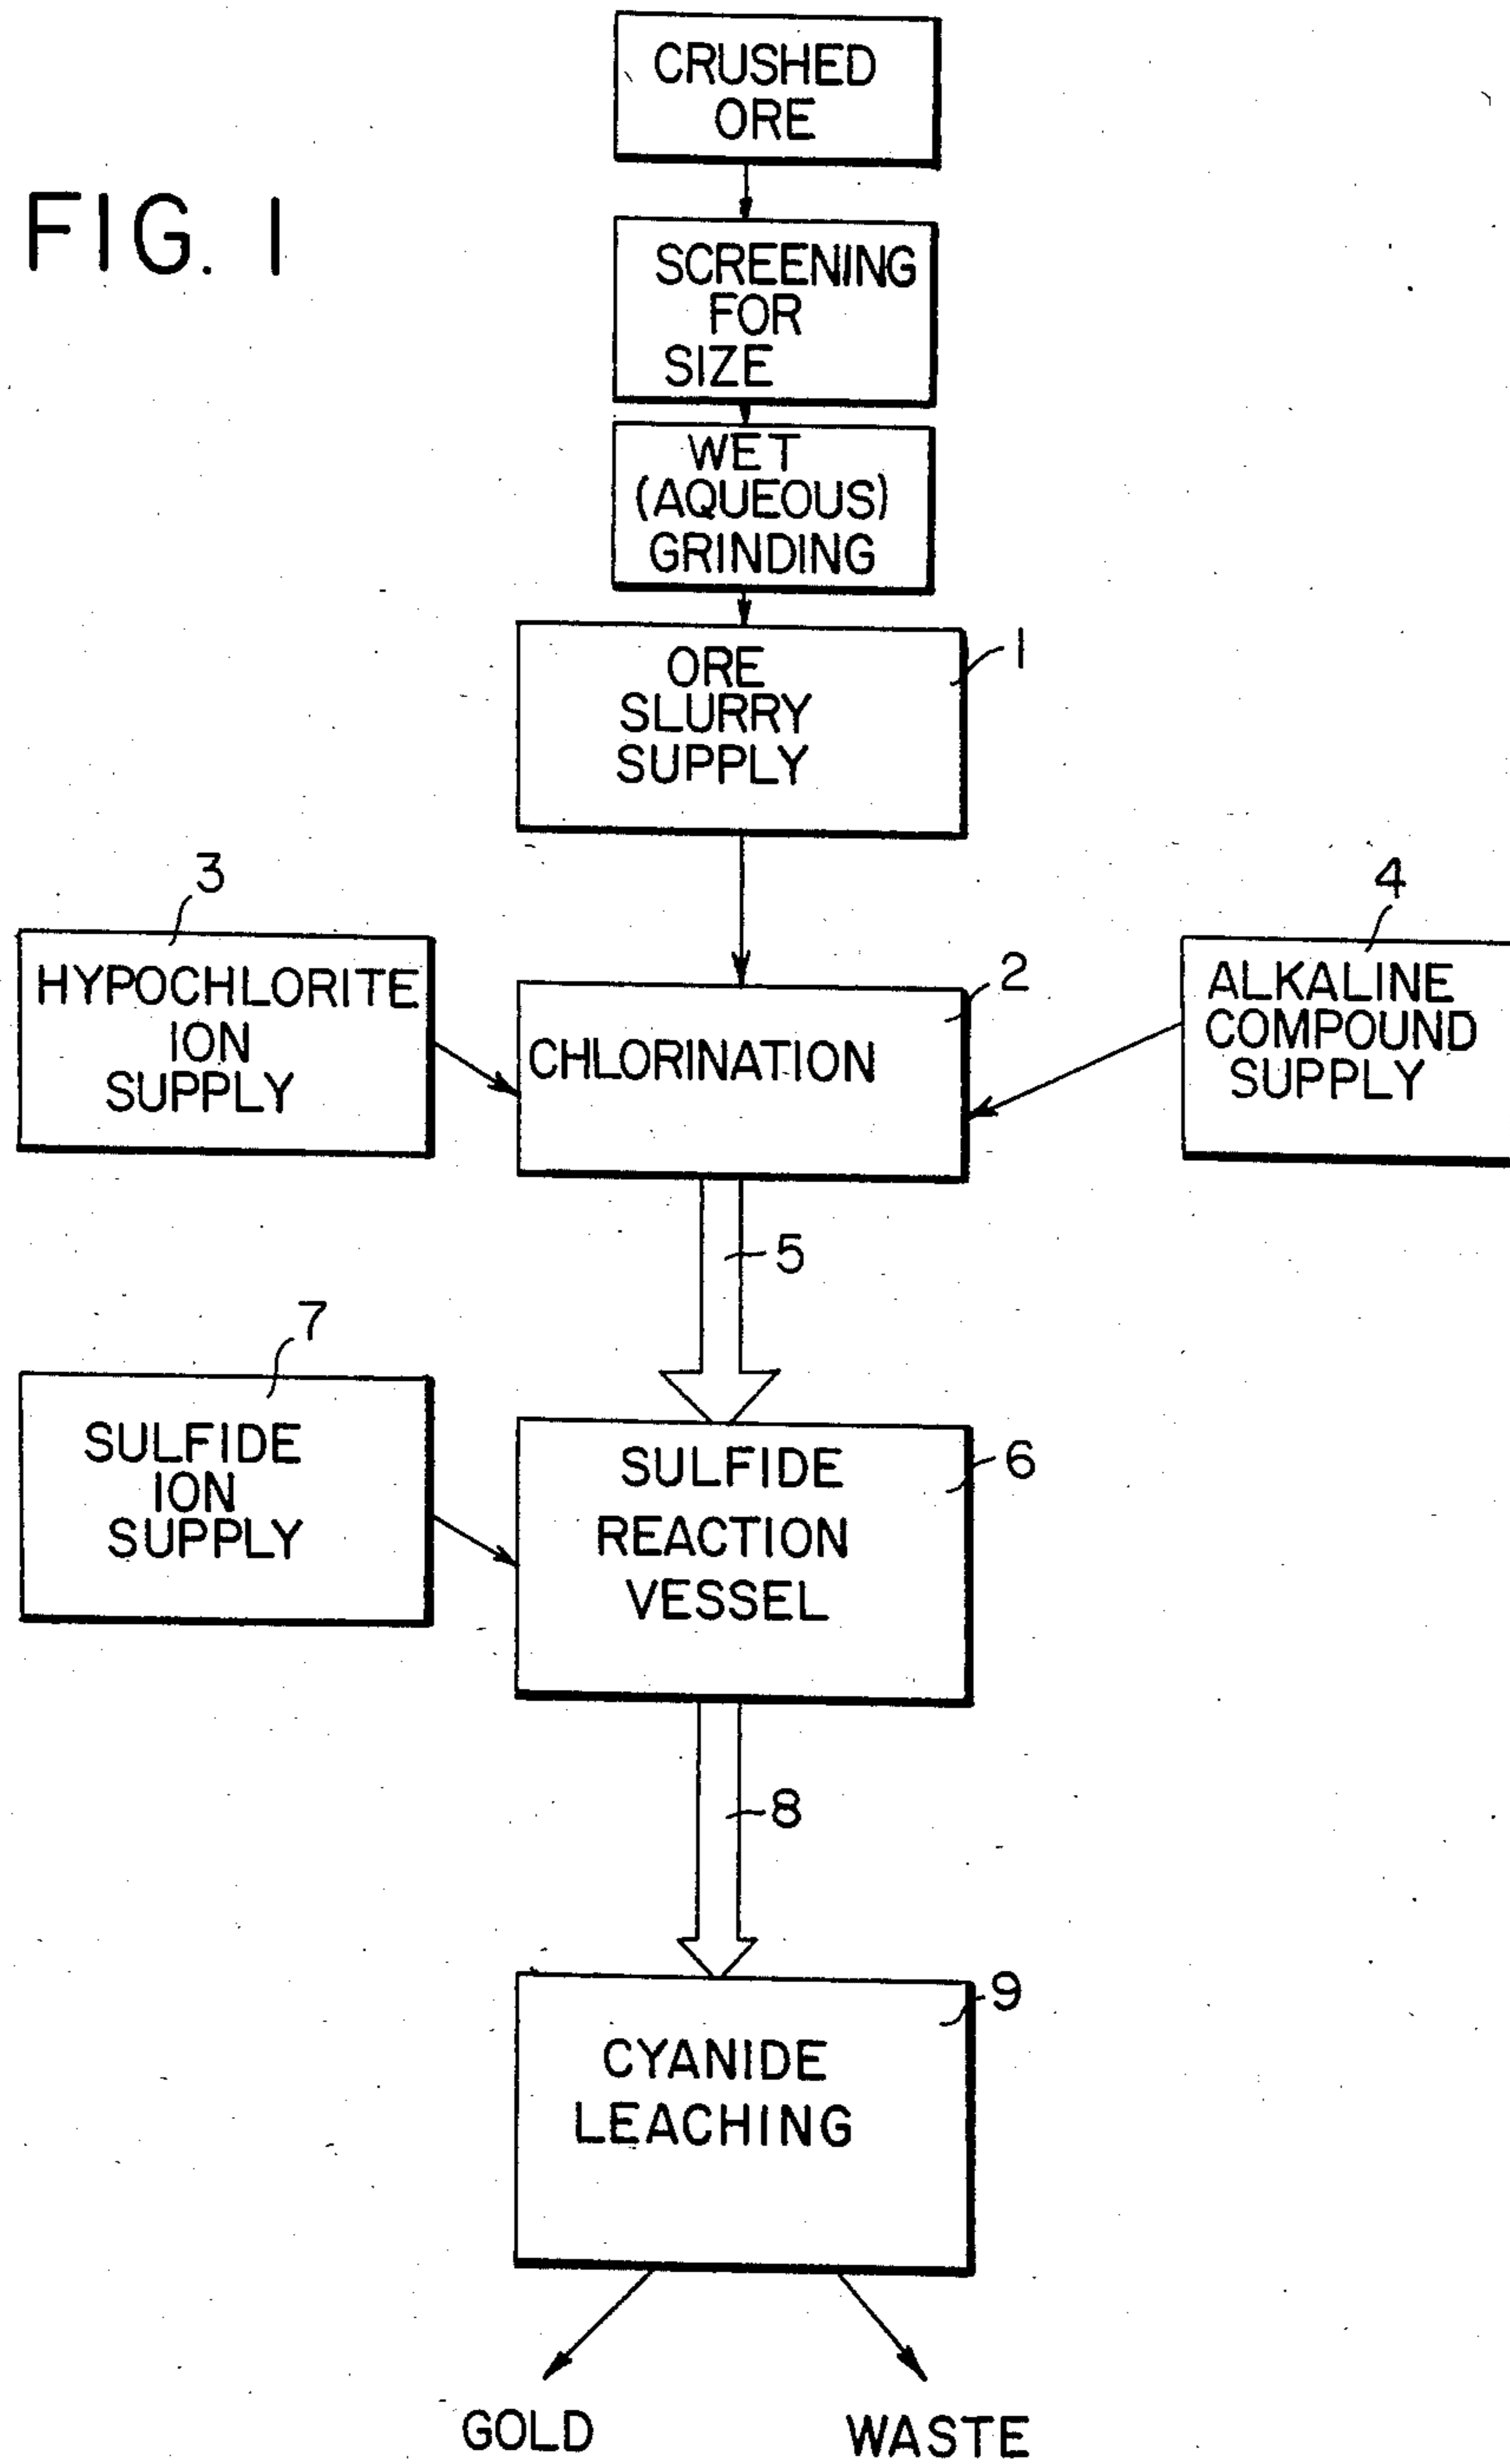 CRUSHED
ORE
FIG. 1
SCREENING
FOR
SIZE
WET
(AQUEOUS)
GRINDING
ORE
SLURRY
SUPPLY
1
3
HYPOCHLORITE
ION
SUPPLY
2
CHLORINATION
4
ALKALINE
COMPOUND
SUPPLY
5
7
SULFIDE
ION
SUPPLY
6
SULFIDE
REACTION
VESSEL
8
9
CYANIDE
LEACHING
GOLD
WASTE